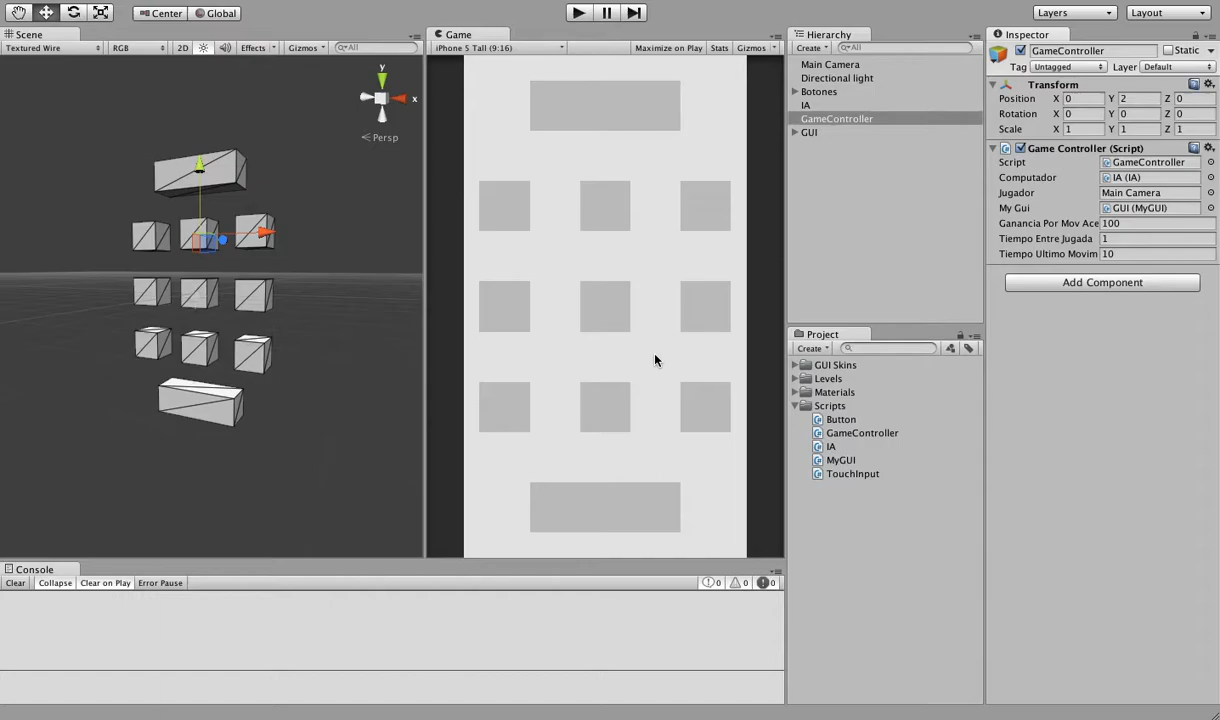 Center
Global
Layers
Layout
Scene
Textured Wire
RGB
2D
Effects
Gizmos
All
y
x
Persp
Game
iPhone 5 Tall (9:16)
Maximize on Play
Stats
Gizmos
Hierarchy
Create
All
Main Camera
Directional light
Botones
IA
GameController
GUI
Project
Create
GUI Skins
Levels
Materials
Scripts
Button
GameController
IA
MyGUI
TouchInput
Inspector
GameController
Static
Tag Untagged Layer Default
Transform
Position X 0 Y 2 Z 0
Rotation X 0 Y 0 Z 0
Scale X 1 Y 1 Z 1
Game Controller (Script)
Script GameController
Computador IA (IA)
Jugador Main Camera
My Gui GUI (MyGUI)
Ganancia Por Mov Ace 100
Tiempo Entre Jugada 1
Tiempo Ultimo Movim 10
Add Component
Console
Clear
Collapse
Clear on Play
Error Pause
0
0
0